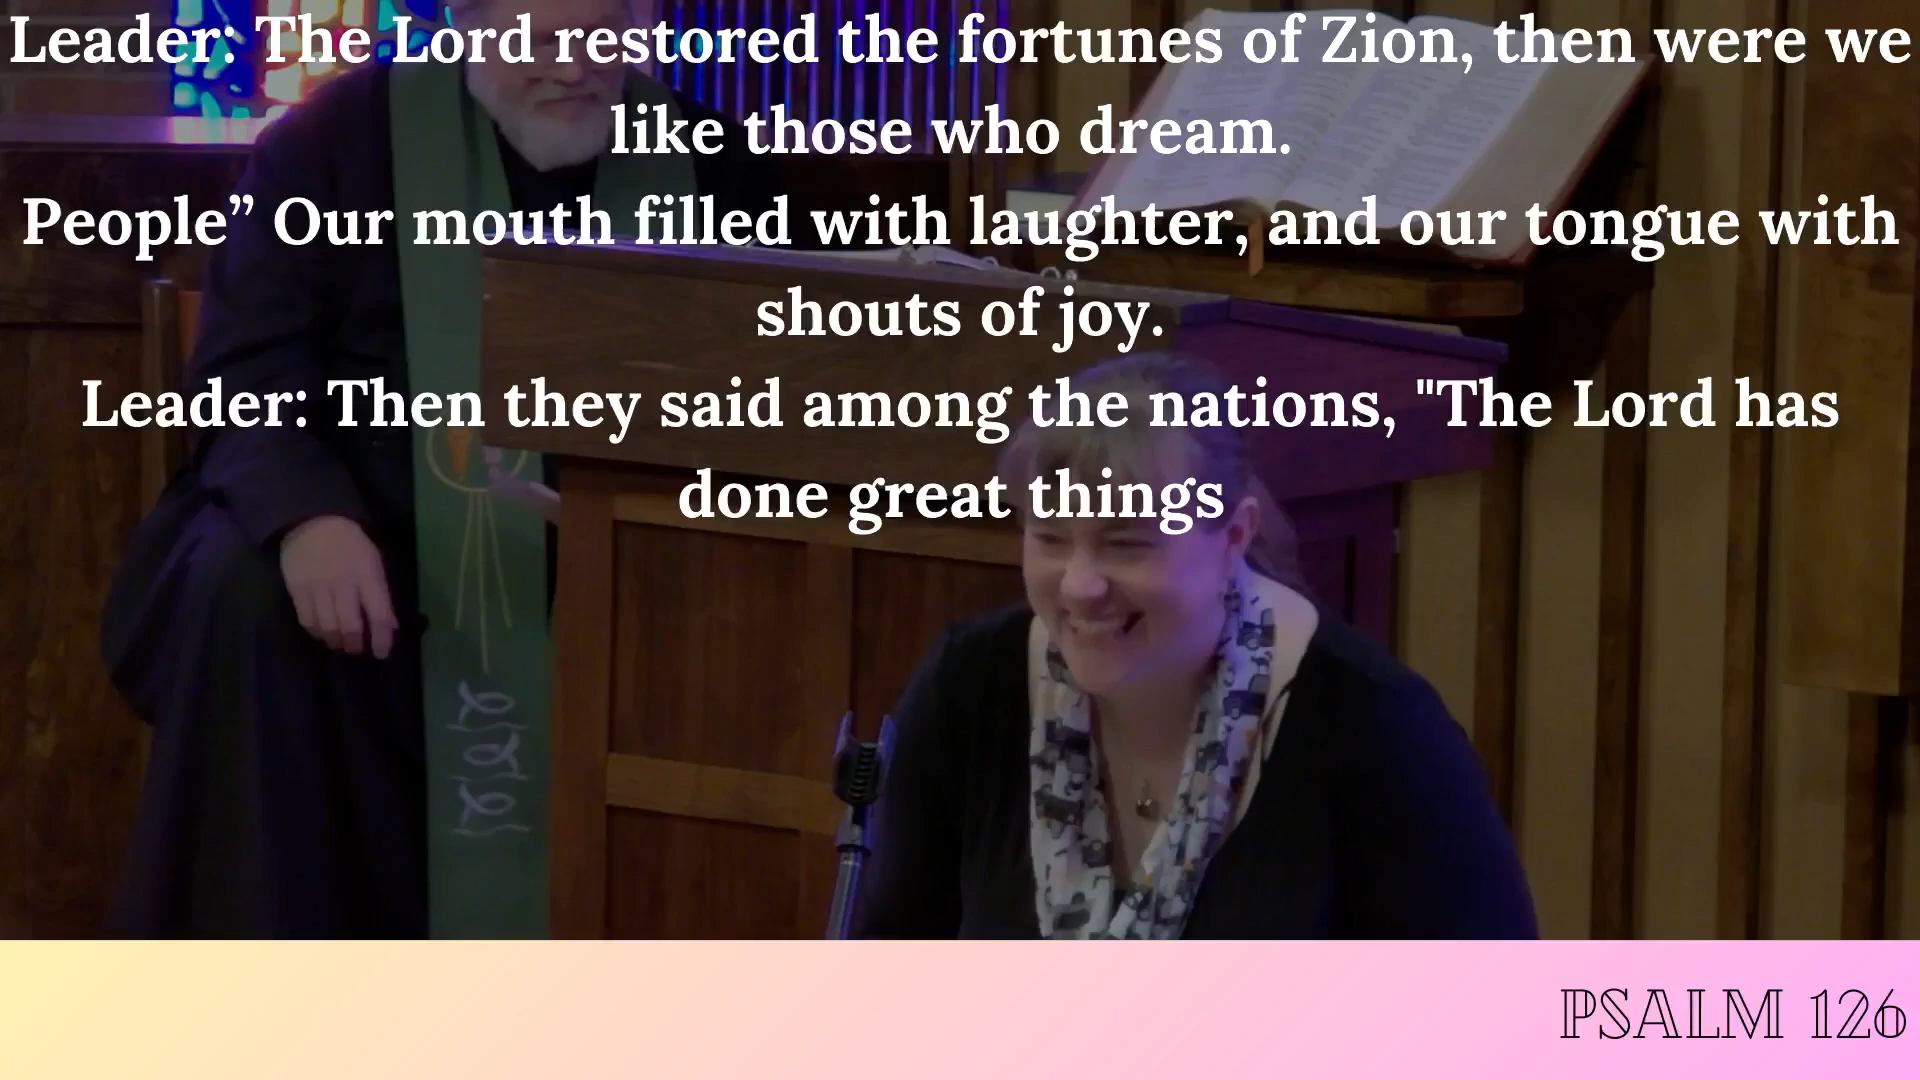 Leader: The Lord restored the fortunes of Zion, then were we
like those who dream.
People” Our mouth filled with laughter, and our tongue with
shouts of joy.
Leader: Then they said among the nations, "The Lord has
done great things
PSALM 126